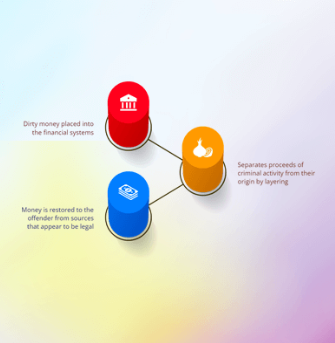 Dirty money placed into
the financial systems
Separates proceeds of
criminal activity from their
origin by layering
Money is restored to the
offender from sources
that appear to be legal